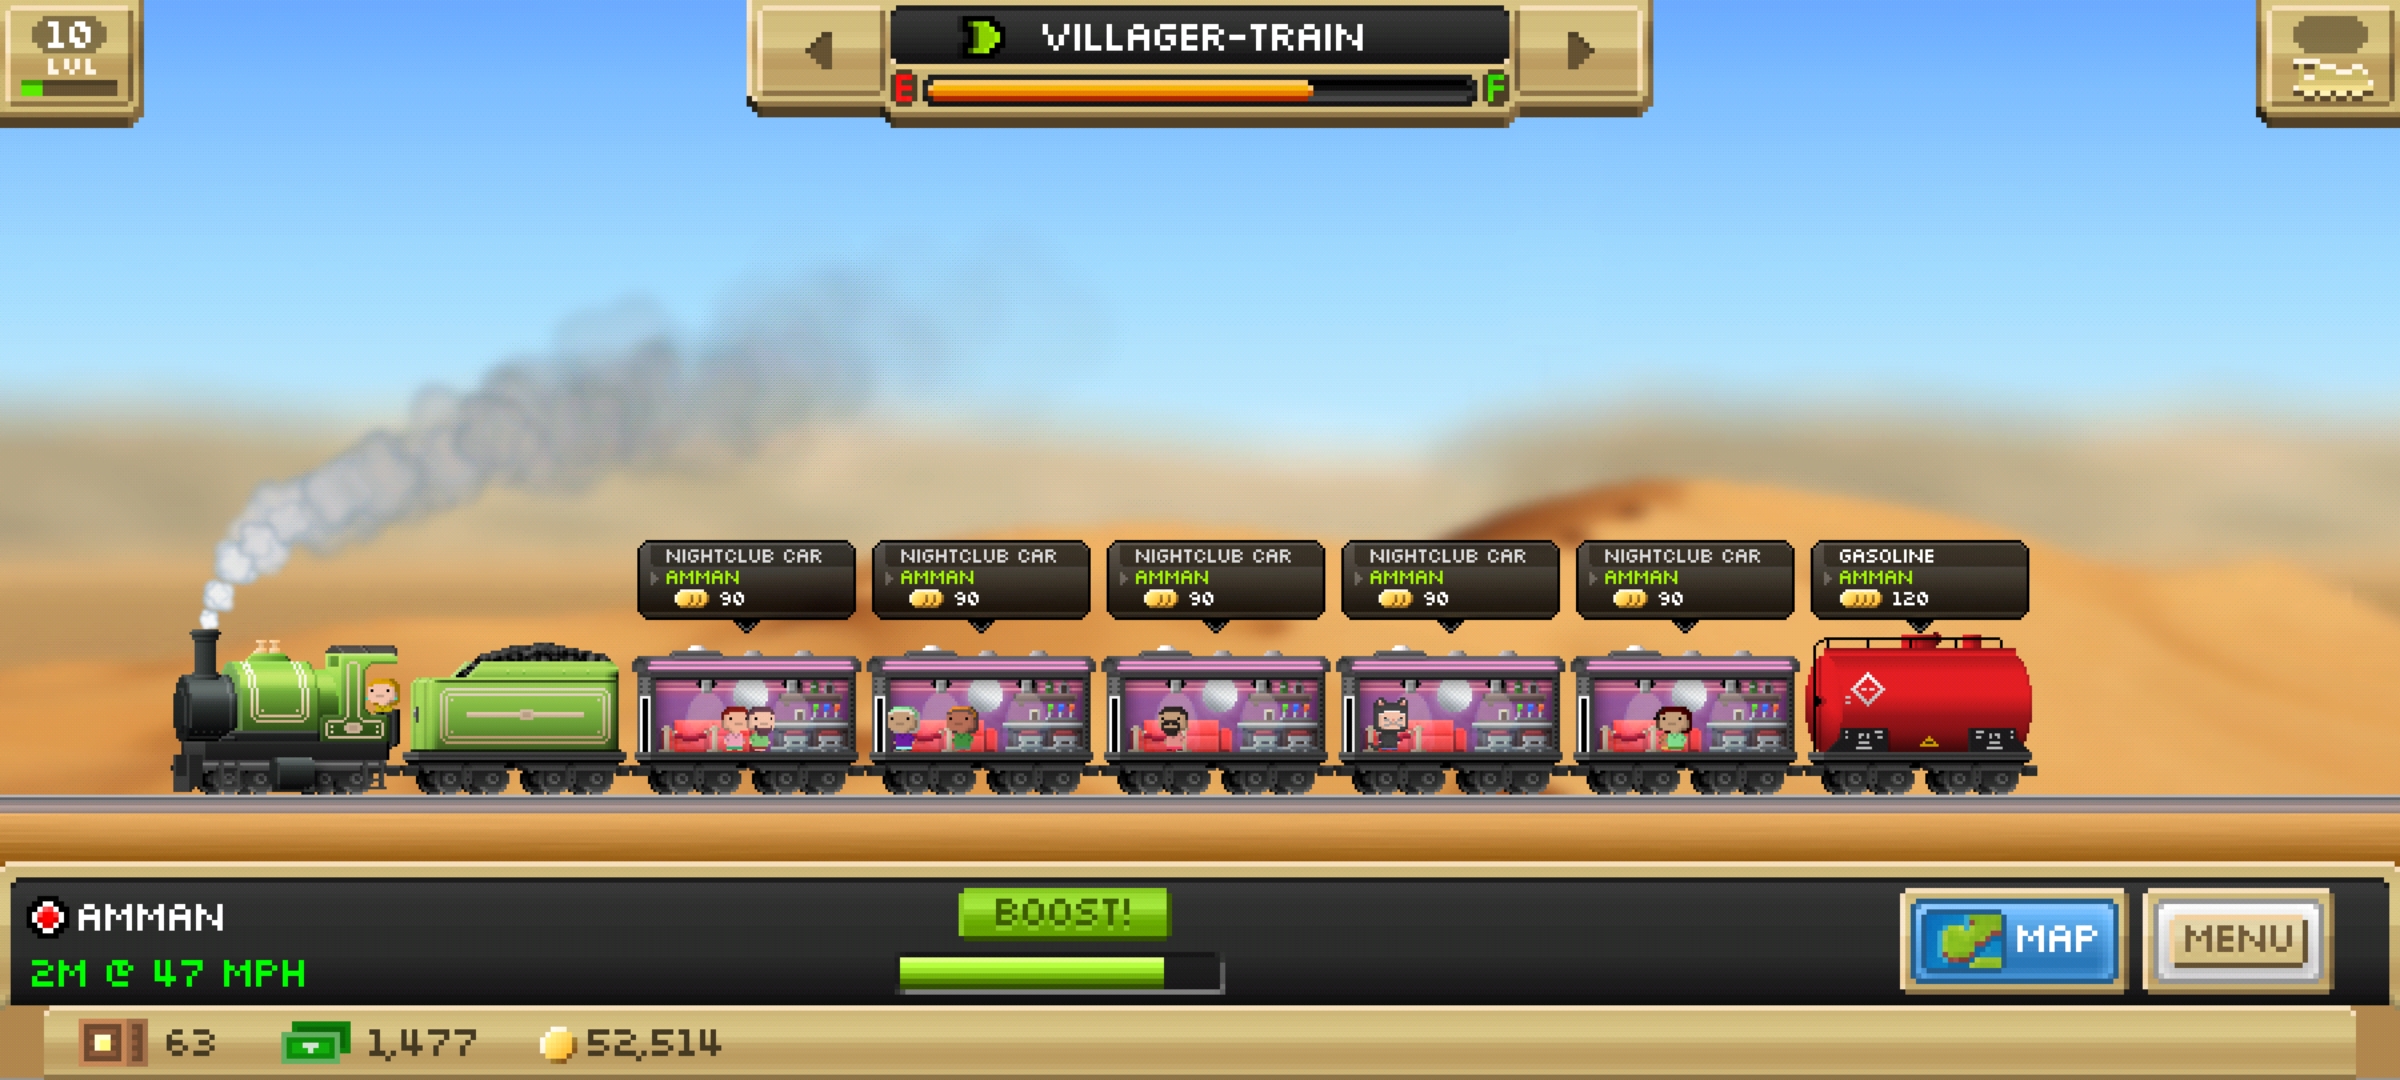 10
LVL
VILLAGER-TRAIN
E F
NIGHTCLUB CAR
AMMAN
90
NIGHTCLUB CAR
AMMAN
90
NIGHTCLUB CAR
AMMAN
90
NIGHTCLUB CAR
AMMAN
90
NIGHTCLUB CAR
AMMAN
90
GASOLINE
AMMAN
120
AMMAN
2M @ 47 MPH
BOOST!
MAP
MENU
63
1,477
52,514